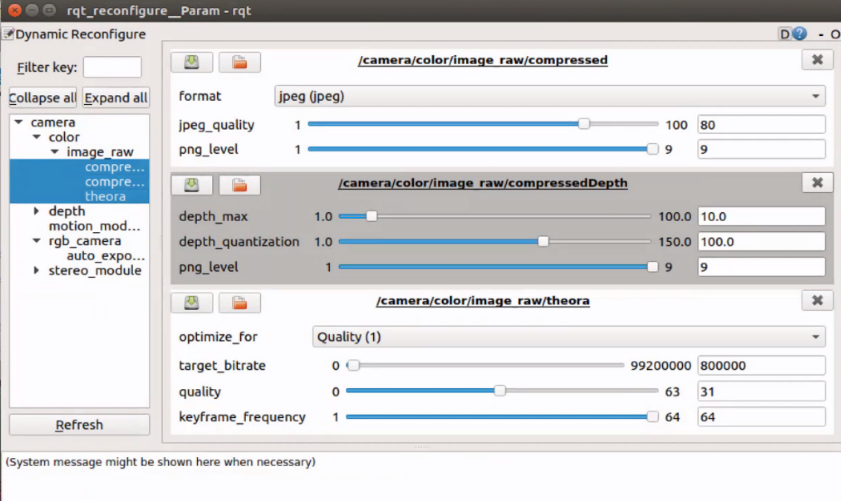 rqt_reconfigure__Param - rqt
Dynamic Reconfigure
D ? - O
Filter key:
Collapse all Expand all
camera
color
image_raw
compre...
compre...
theora
depth
motion_mod...
rgb_camera
auto_expo...
stereo_module
Refresh
/camera/color/image_raw/compressed
format jpeg (jpeg)
jpeg_quality 1 100 80
png_level 1 9 9
/camera/color/image_raw/compressedDepth
depth_max 1.0 100.0 10.0
depth_quantization 1.0 150.0 100.0
png_level 1 9 9
/camera/color/image_raw/theora
optimize_for Quality (1)
target_bitrate 0 99200000 800000
quality 0 63 31
keyframe_frequency 1 64 64
(System message might be shown here when necessary)